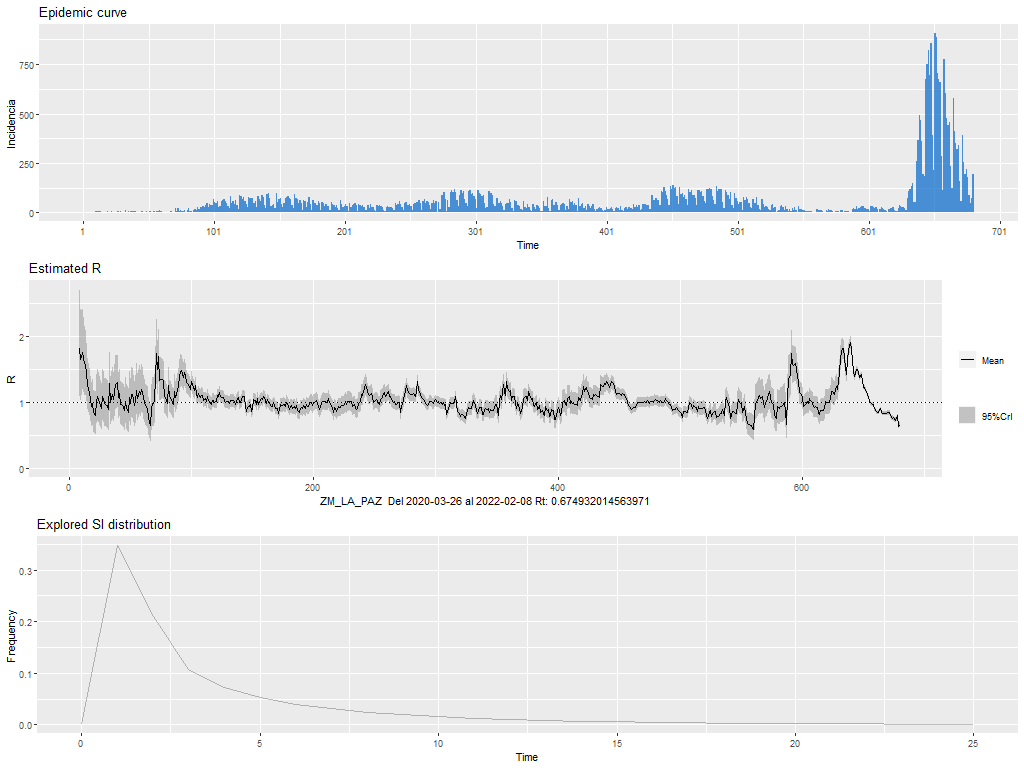 Epidemic curve
Incidencia
750
500
250
0
1
101
201
301
401
501
601
701
Time
Estimated R
R
2
1
0
0
200
400
600
Mean
95%CrI
ZM_LA_PAZ Del 2020-03-26 al 2022-02-08 Rt: 0.674932014563971
Explored SI distribution
Frequency
0.3
0.2
0.1
0.0
0
5
10
15
20
25
Time